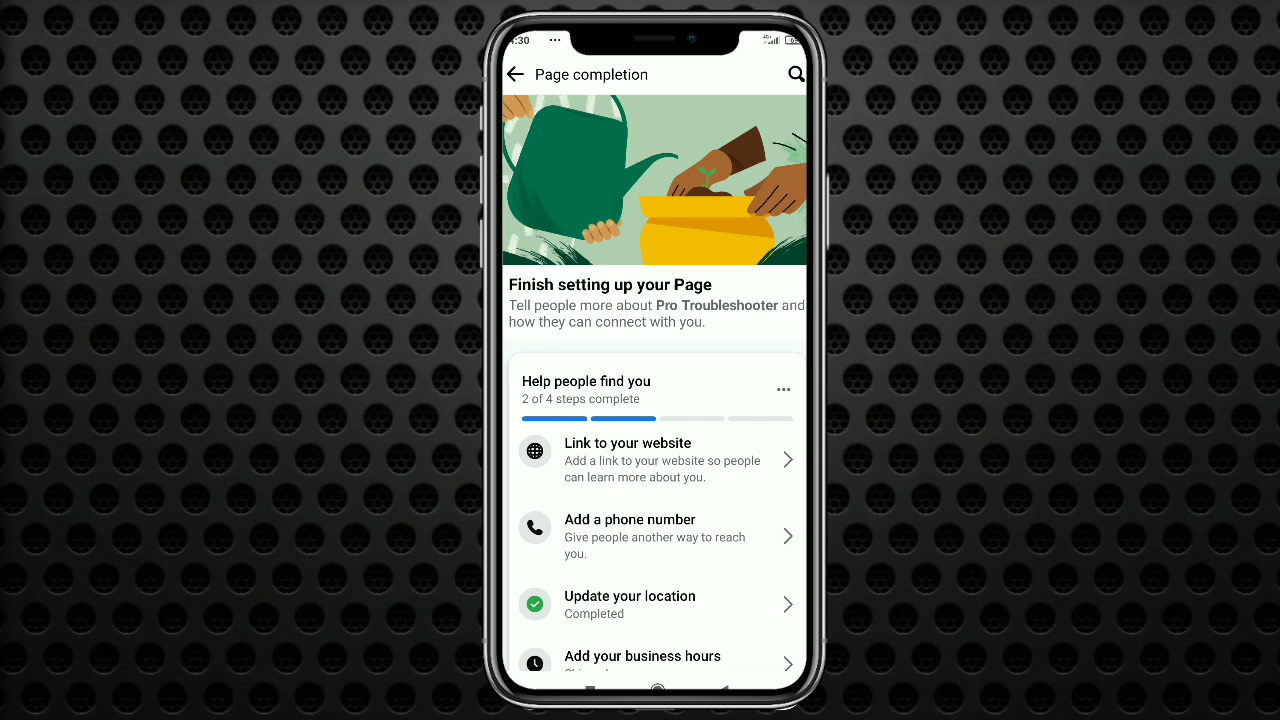 :30
Page completion
Finish setting up your Page
Tell people more about Pro Troubleshooter and
how they can connect with you.
Help people find you
2 of 4 steps complete
Link to your website
Add a link to your website so people
can learn more about you.
Add a phone number
Give people another way to reach
you.
Update your location
Completed
Add your business hours